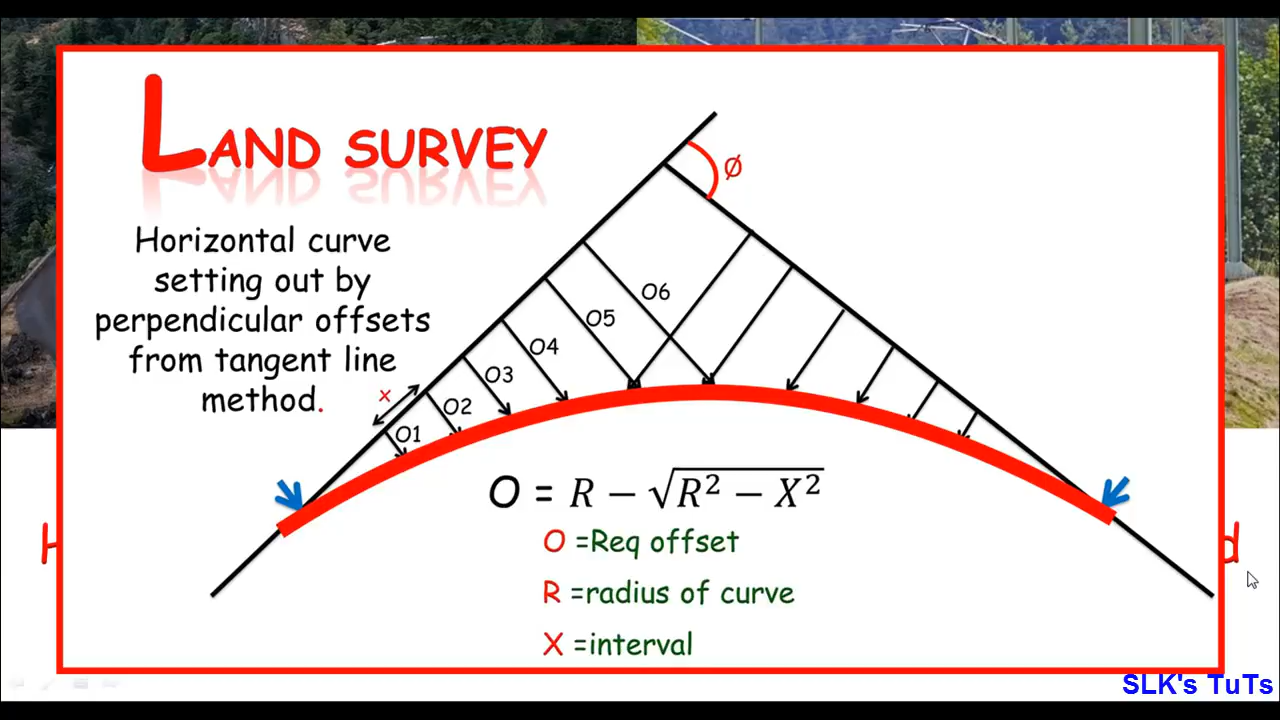 LAND SURVEY
Horizontal curve
setting out by
perpendicular offsets
from tangent line
method.
Ø
x
O1
O2
O3
O4
O5
O6
O = R − √R² − X²
O =Req offset
R =radius of curve
X =interval
H
d
SLK's TuTs